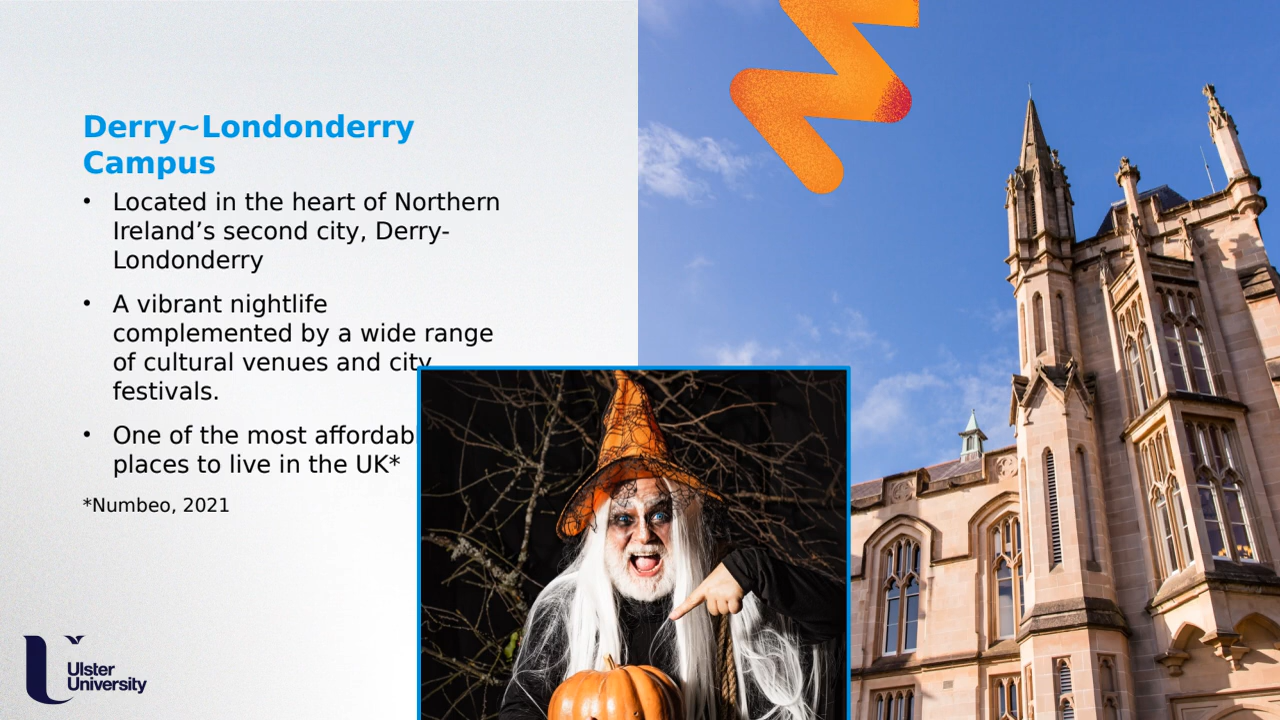 Derry~Londonderry
Campus
• Located in the heart of Northern
Ireland’s second city, Derry-
Londonderry
• A vibrant nightlife
complemented by a wide range
of cultural venues and city
festivals.
• One of the most
places to live in the UK*
*Numbeo, 2021
Ulster
University